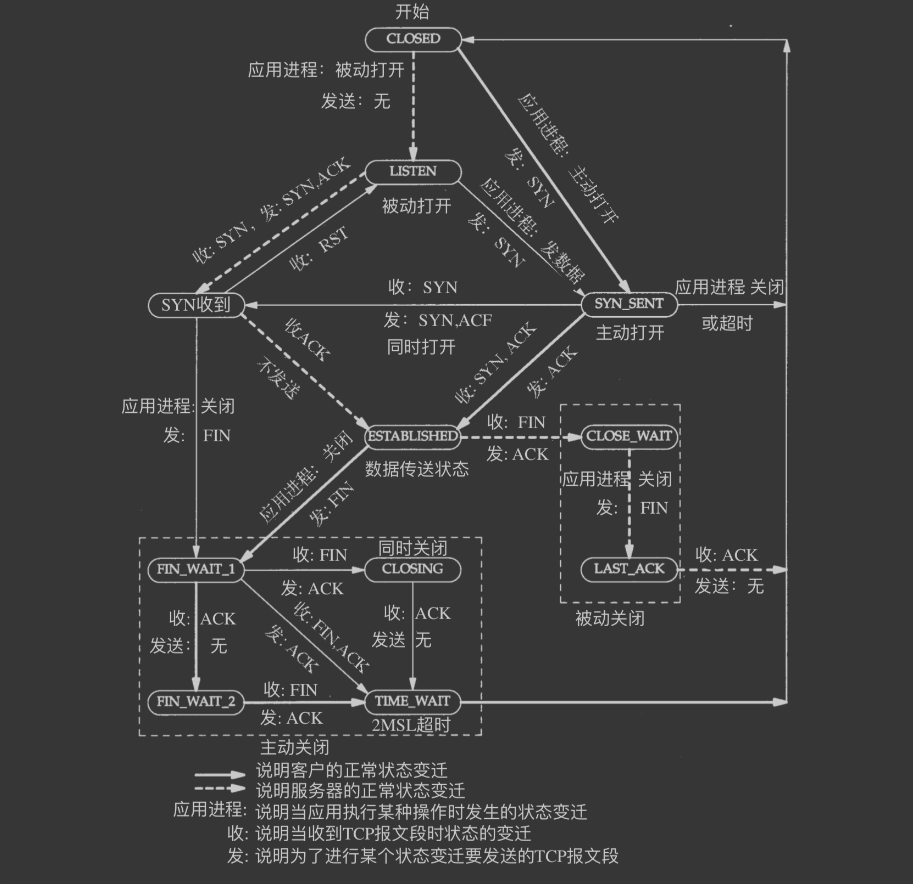 开始
CLOSED
应用进程：被动打开
发送：无
应用进程：主动打开
发：SYN
LISTEN
被动打开
收: SYN，发: SYN,ACK
收：RST
应用进程：发数据
发：SYN
SYN收到
收：SYN
发：SYN,ACF
同时打开
SYN_SENT
主动打开
应用进程 关闭
或超时
收ACK
不发送
收: SYN, ACK
发: ACK
应用进程: 关闭
发: FIN
ESTABLISHED
数据传送状态
收：FIN
发: ACK
CLOSE_WAIT
应用进程 关闭
发: FIN
应用进程：关闭
发: FIN
LAST_ACK
收: ACK
发送：无
被动关闭
同时关闭
FIN_WAIT_1
收: FIN
发: ACK
CLOSING
收: ACK
发送： 无
收: FIN,ACK
发: ACK
收: ACK
发送 无
FIN_WAIT_2
收: FIN
发: ACK
TIME_WAIT
2MSL超时
主动关闭
说明客户的正常状态变迁
说明服务器的正常状态变迁
应用进程: 说明当应用执行某种操作时发生的状态变迁
收: 说明当收到TCP报文段时状态的变迁
发: 说明为了进行某个状态变迁要发送的TCP报文段